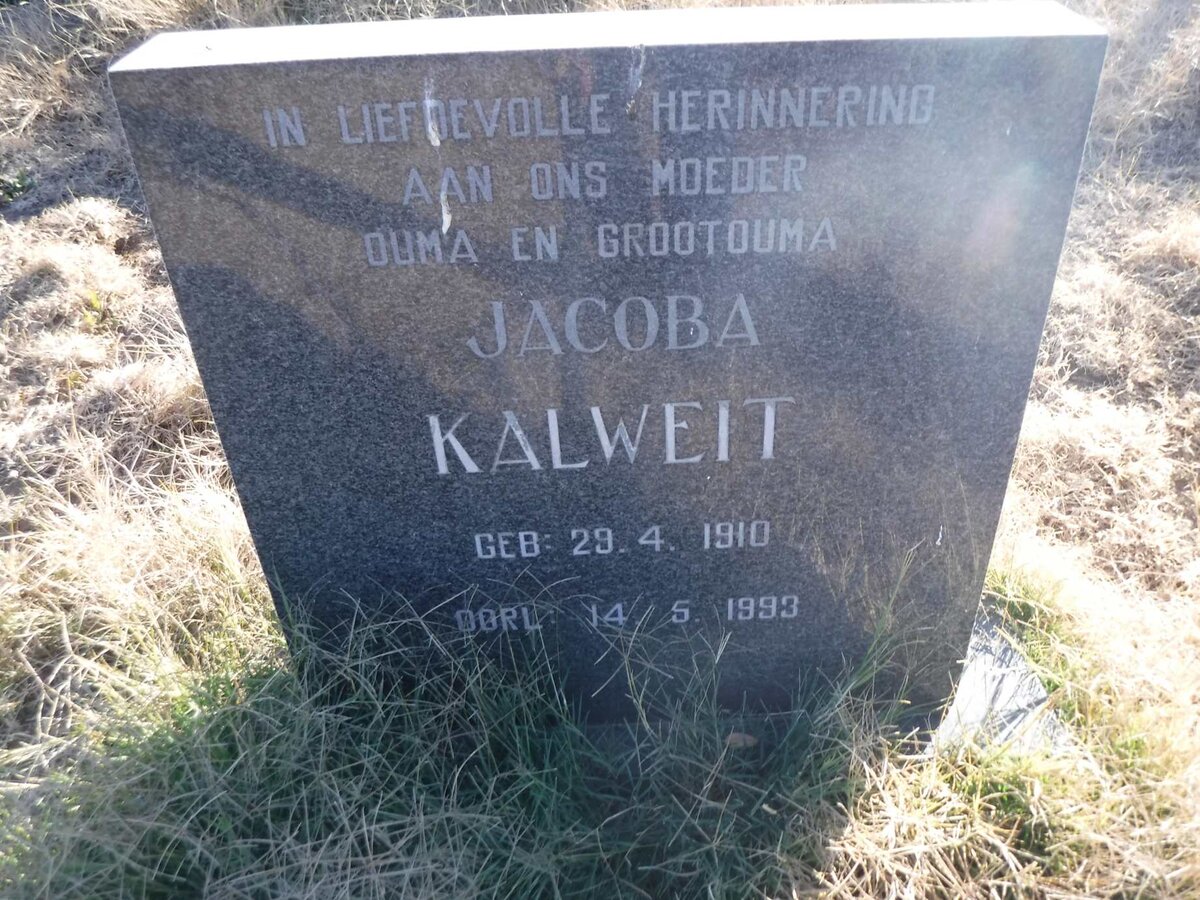 IN LIEFDEVOLLE HERINNERING
AAN ONS MOEDER
OUMA EN GROOTOUMA
JACOBA
KALWEIT
GEB: 29. 4. 1910
OORL 14. 5. 1993